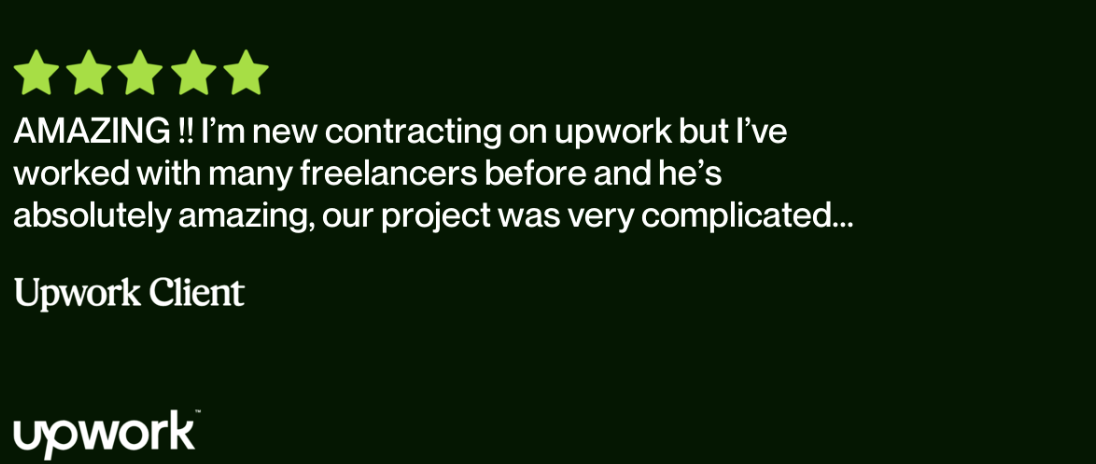 AMAZING !! I’m new contracting on upwork but I’ve
worked with many freelancers before and he’s
absolutely amazing, our project was very complicated...
Upwork Client
upwork™